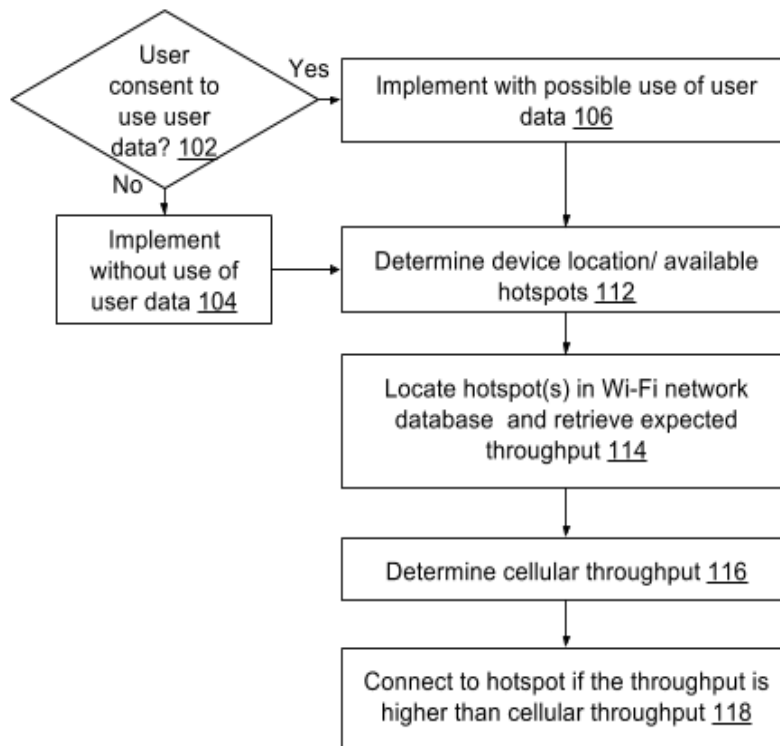 User
consent to
use user
data? 102
Yes
No
Implement with possible use of user
data 106
Implement
without use of
user data 104
Determine device location/ available
hotspots 112
Locate hotspot(s) in Wi-Fi network
database  and retrieve expected
throughput 114
Determine cellular throughput 116
Connect to hotspot if the throughput is
higher than cellular throughput 118